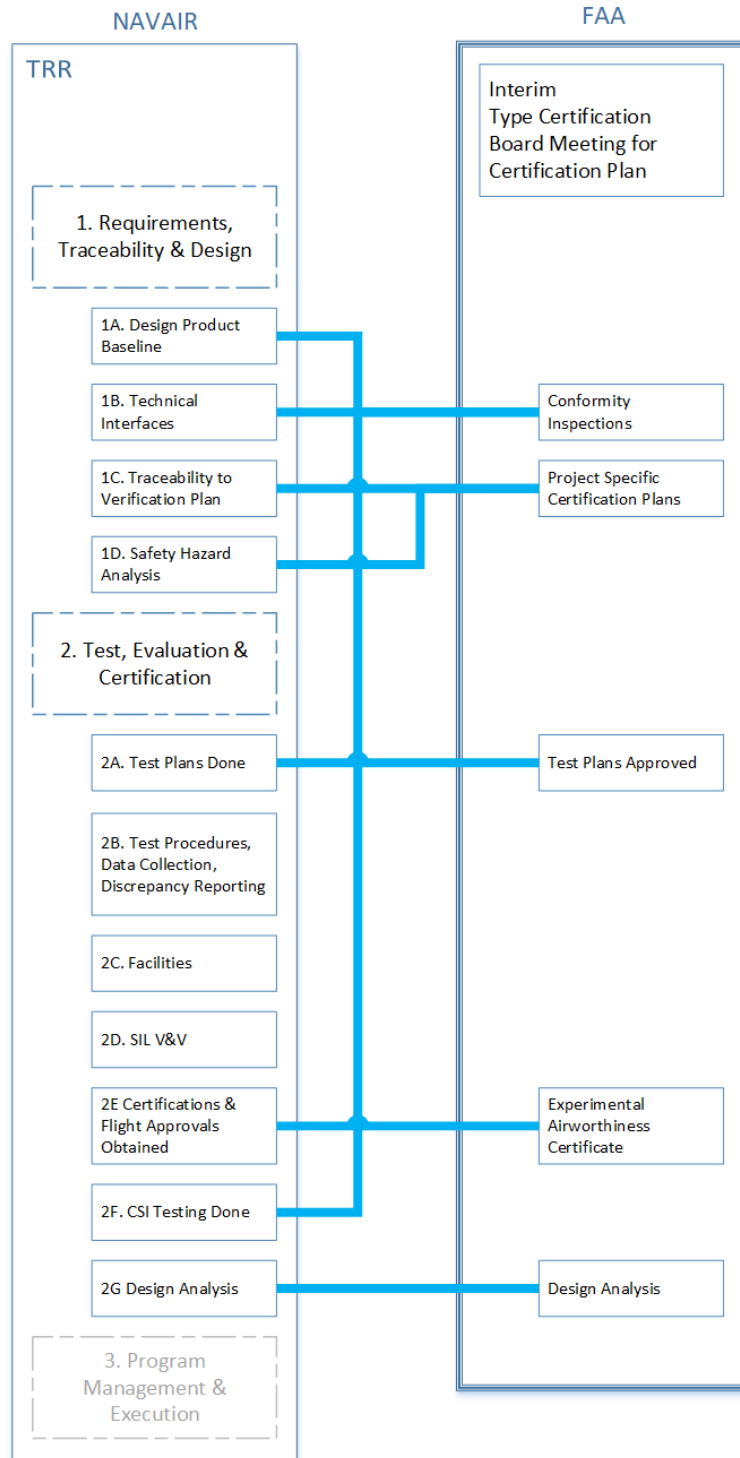 NAVAIR
FAA
TRR
Interim
Type Certification
Board Meeting for
Certification Plan
1. Requirements,
Traceability & Design
1A. Design Product
Baseline
1B. Technical
Interfaces
Conformity
Inspections
1C. Traceability to
Verification Plan
Project Specific
Certification Plans
1D. Safety Hazard
Analysis
2. Test, Evaluation &
Certification
2A. Test Plans Done
Test Plans Approved
2B. Test Procedures,
Data Collection,
Discrepancy Reporting
2C. Facilities
2D. SIL V&V
2E Certifications &
Flight Approvals
Obtained
Experimental
Airworthiness
Certificate
2F. CSI Testing Done
2G Design Analysis
Design Analysis
3. Program
Management &
Execution